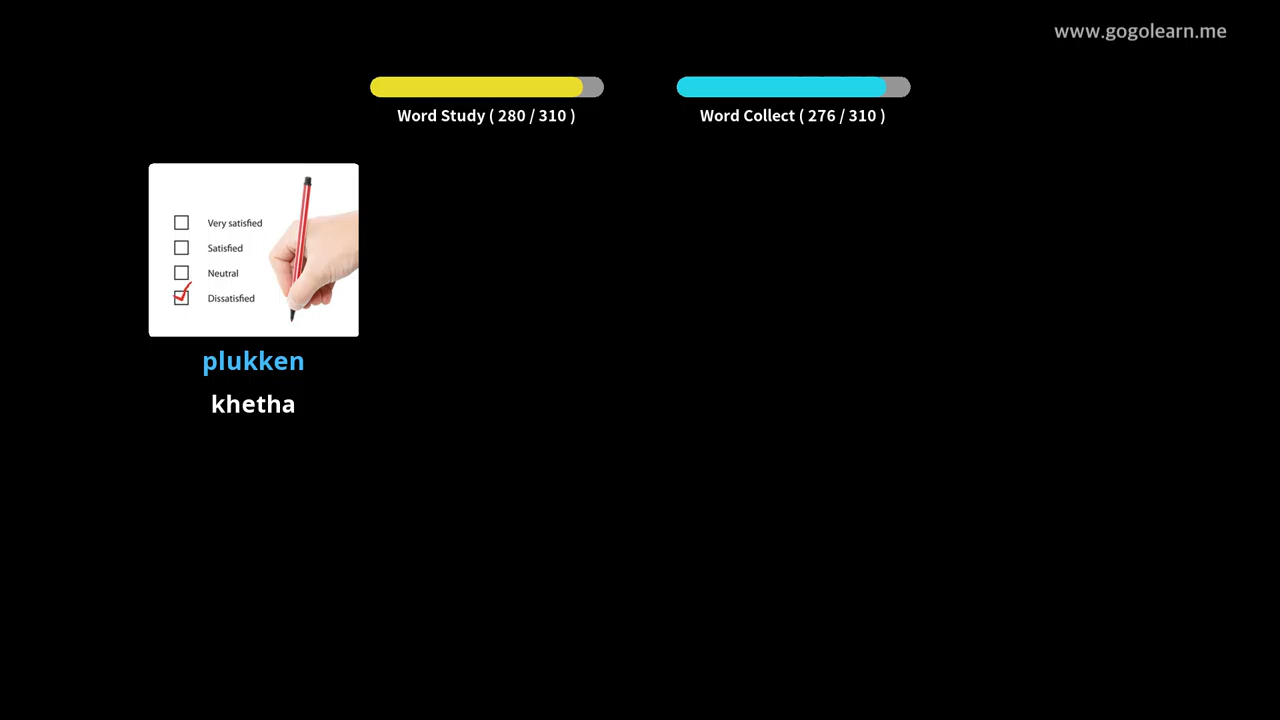 www.gogolearn.me
Word Study ( 280 / 310 )
Word Collect ( 276 / 310 )
Very satisfied
Satisfied
Neutral
Dissatisfied
plukken
khetha